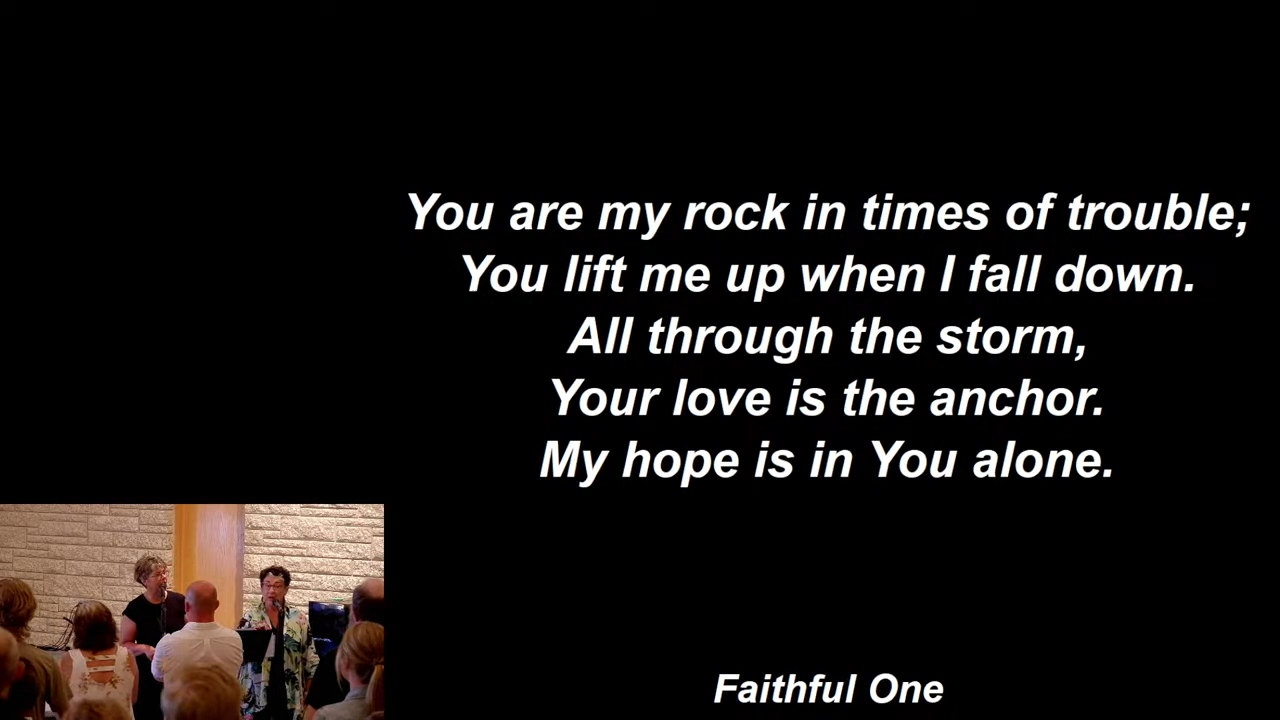 You are my rock in times of trouble;
You lift me up when I fall down.
All through the storm,
Your love is the anchor.
My hope is in You alone.
Faithful One